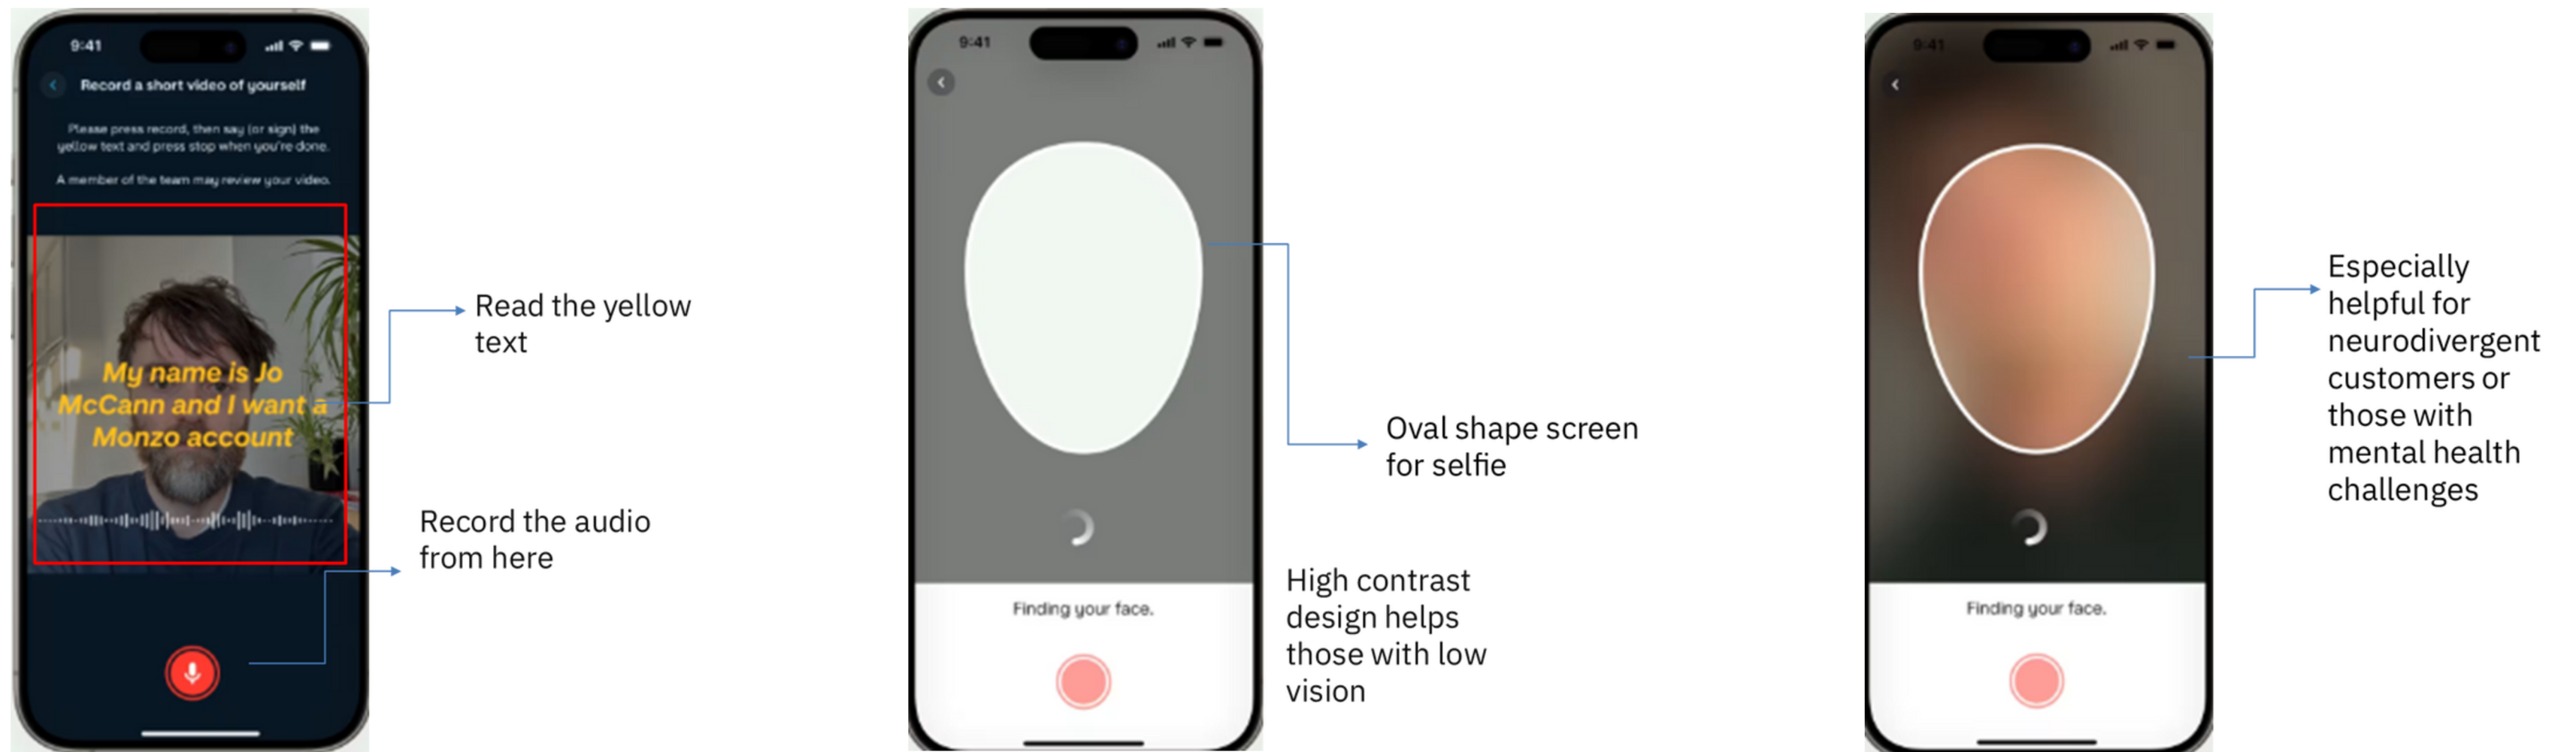 9:41
Record a short video of yourself
Please press record, then say (or sign) the
yellow text and press stop when you're done.
A member of the team may review your video.
My name is Jo
McCann and I want a
Monzo account
Read the yellow
text
Record the audio
from here
9:41
Finding your face.
Oval shape screen
for selfie
High contrast
design helps
those with low
vision
9:41
Finding your face.
Especially
helpful for
neurodivergent
customers or
those with
mental health
challenges